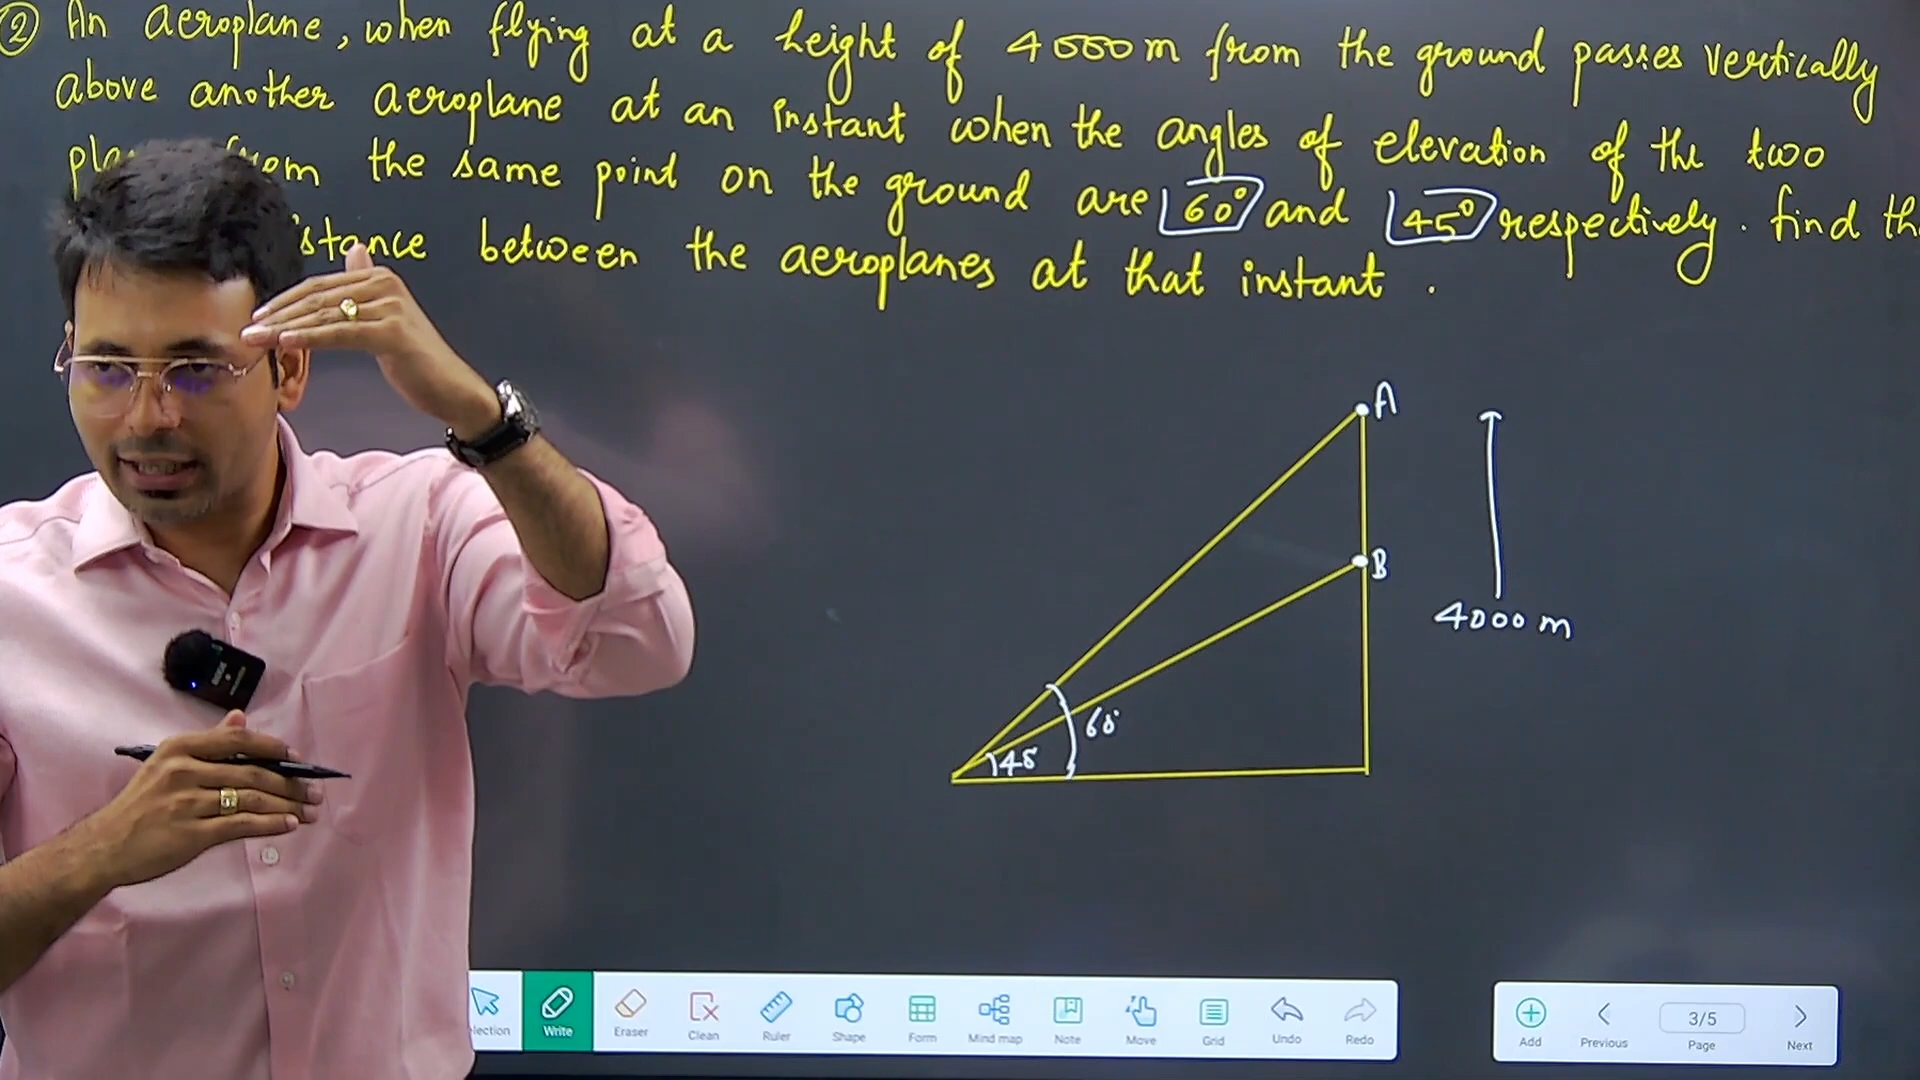 ② An aeroplane, when flying at a height of 4000m from the ground passes vertically
above another aeroplane at an instant when the angles of elevation of the two
from the same point on the ground are 60° and 45° respectively. find
between the aeroplanes at that instant.
A
B
4000 m
60°
45
Write Eraser Clean Ruler Shape Form Mind map Note Move Grid Undo Redo
Add Previous 3/5 Page Next